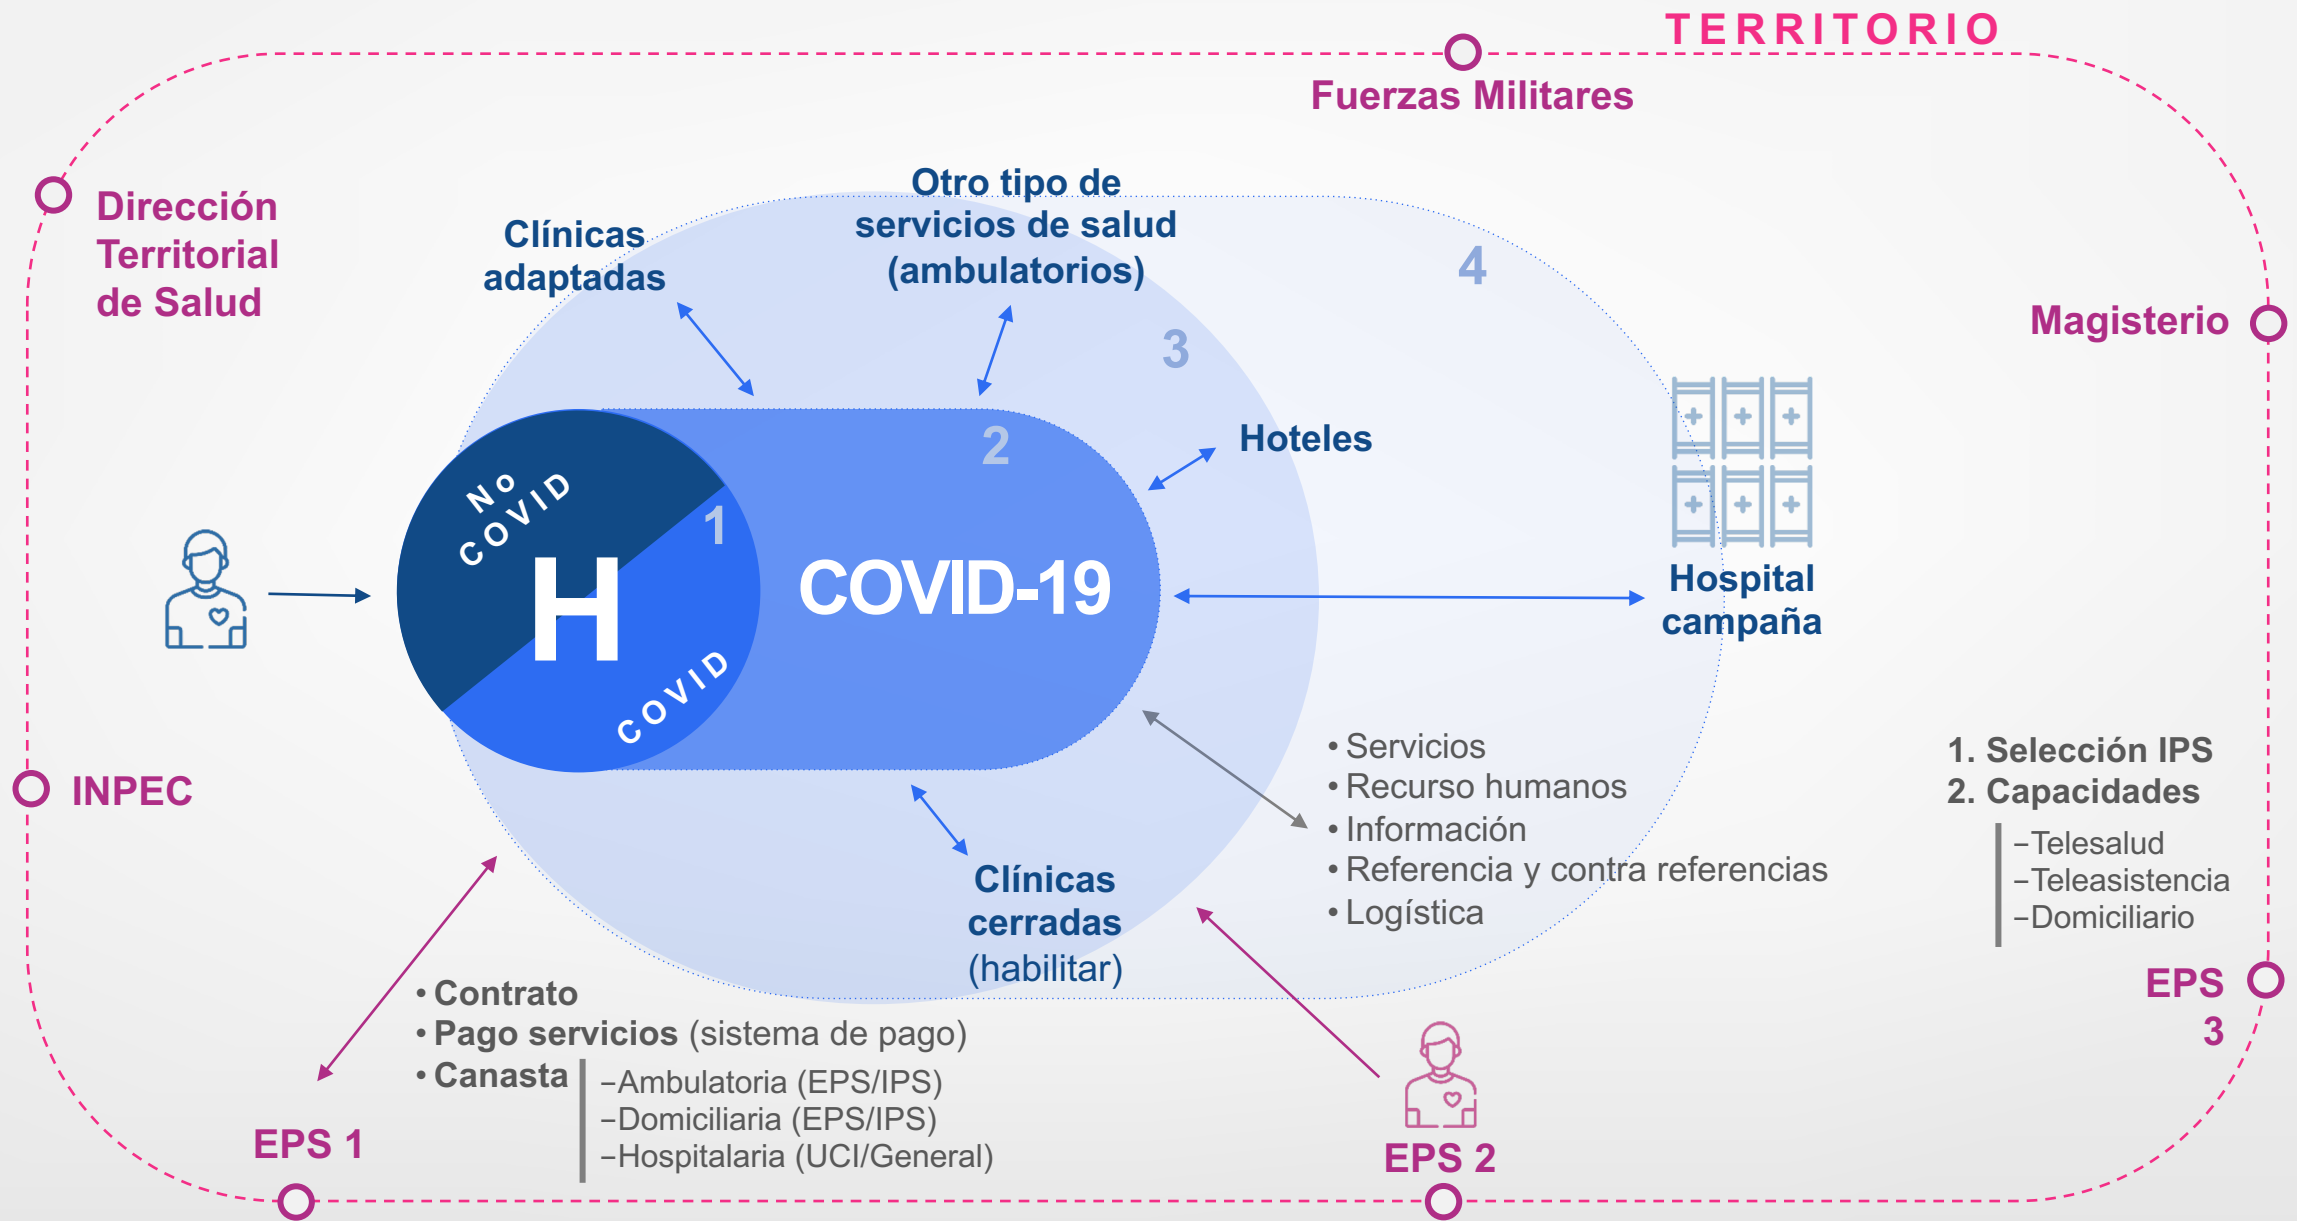 TERRITORIO
Fuerzas Militares
Dirección
Territorial
de Salud
Otro tipo de
servicios de salud
(ambulatorios)
Clínicas
adaptadas
4
3
Magisterio
2
Hoteles
No
COVID
1
H
COVID
COVID-19
Hospital
campaña
INPEC
• Servicios
• Recurso humanos
• Información
• Referencia y contra referencias
• Logística
1. Selección IPS
2. Capacidades
–Telesalud
–Teleasistencia
–Domiciliario
Clínicas
cerradas
(habilitar)
EPS
3
• Contrato
• Pago servicios (sistema de pago)
• Canasta
–Ambulatoria (EPS/IPS)
–Domiciliaria (EPS/IPS)
–Hospitalaria (UCI/General)
EPS 1
EPS 2